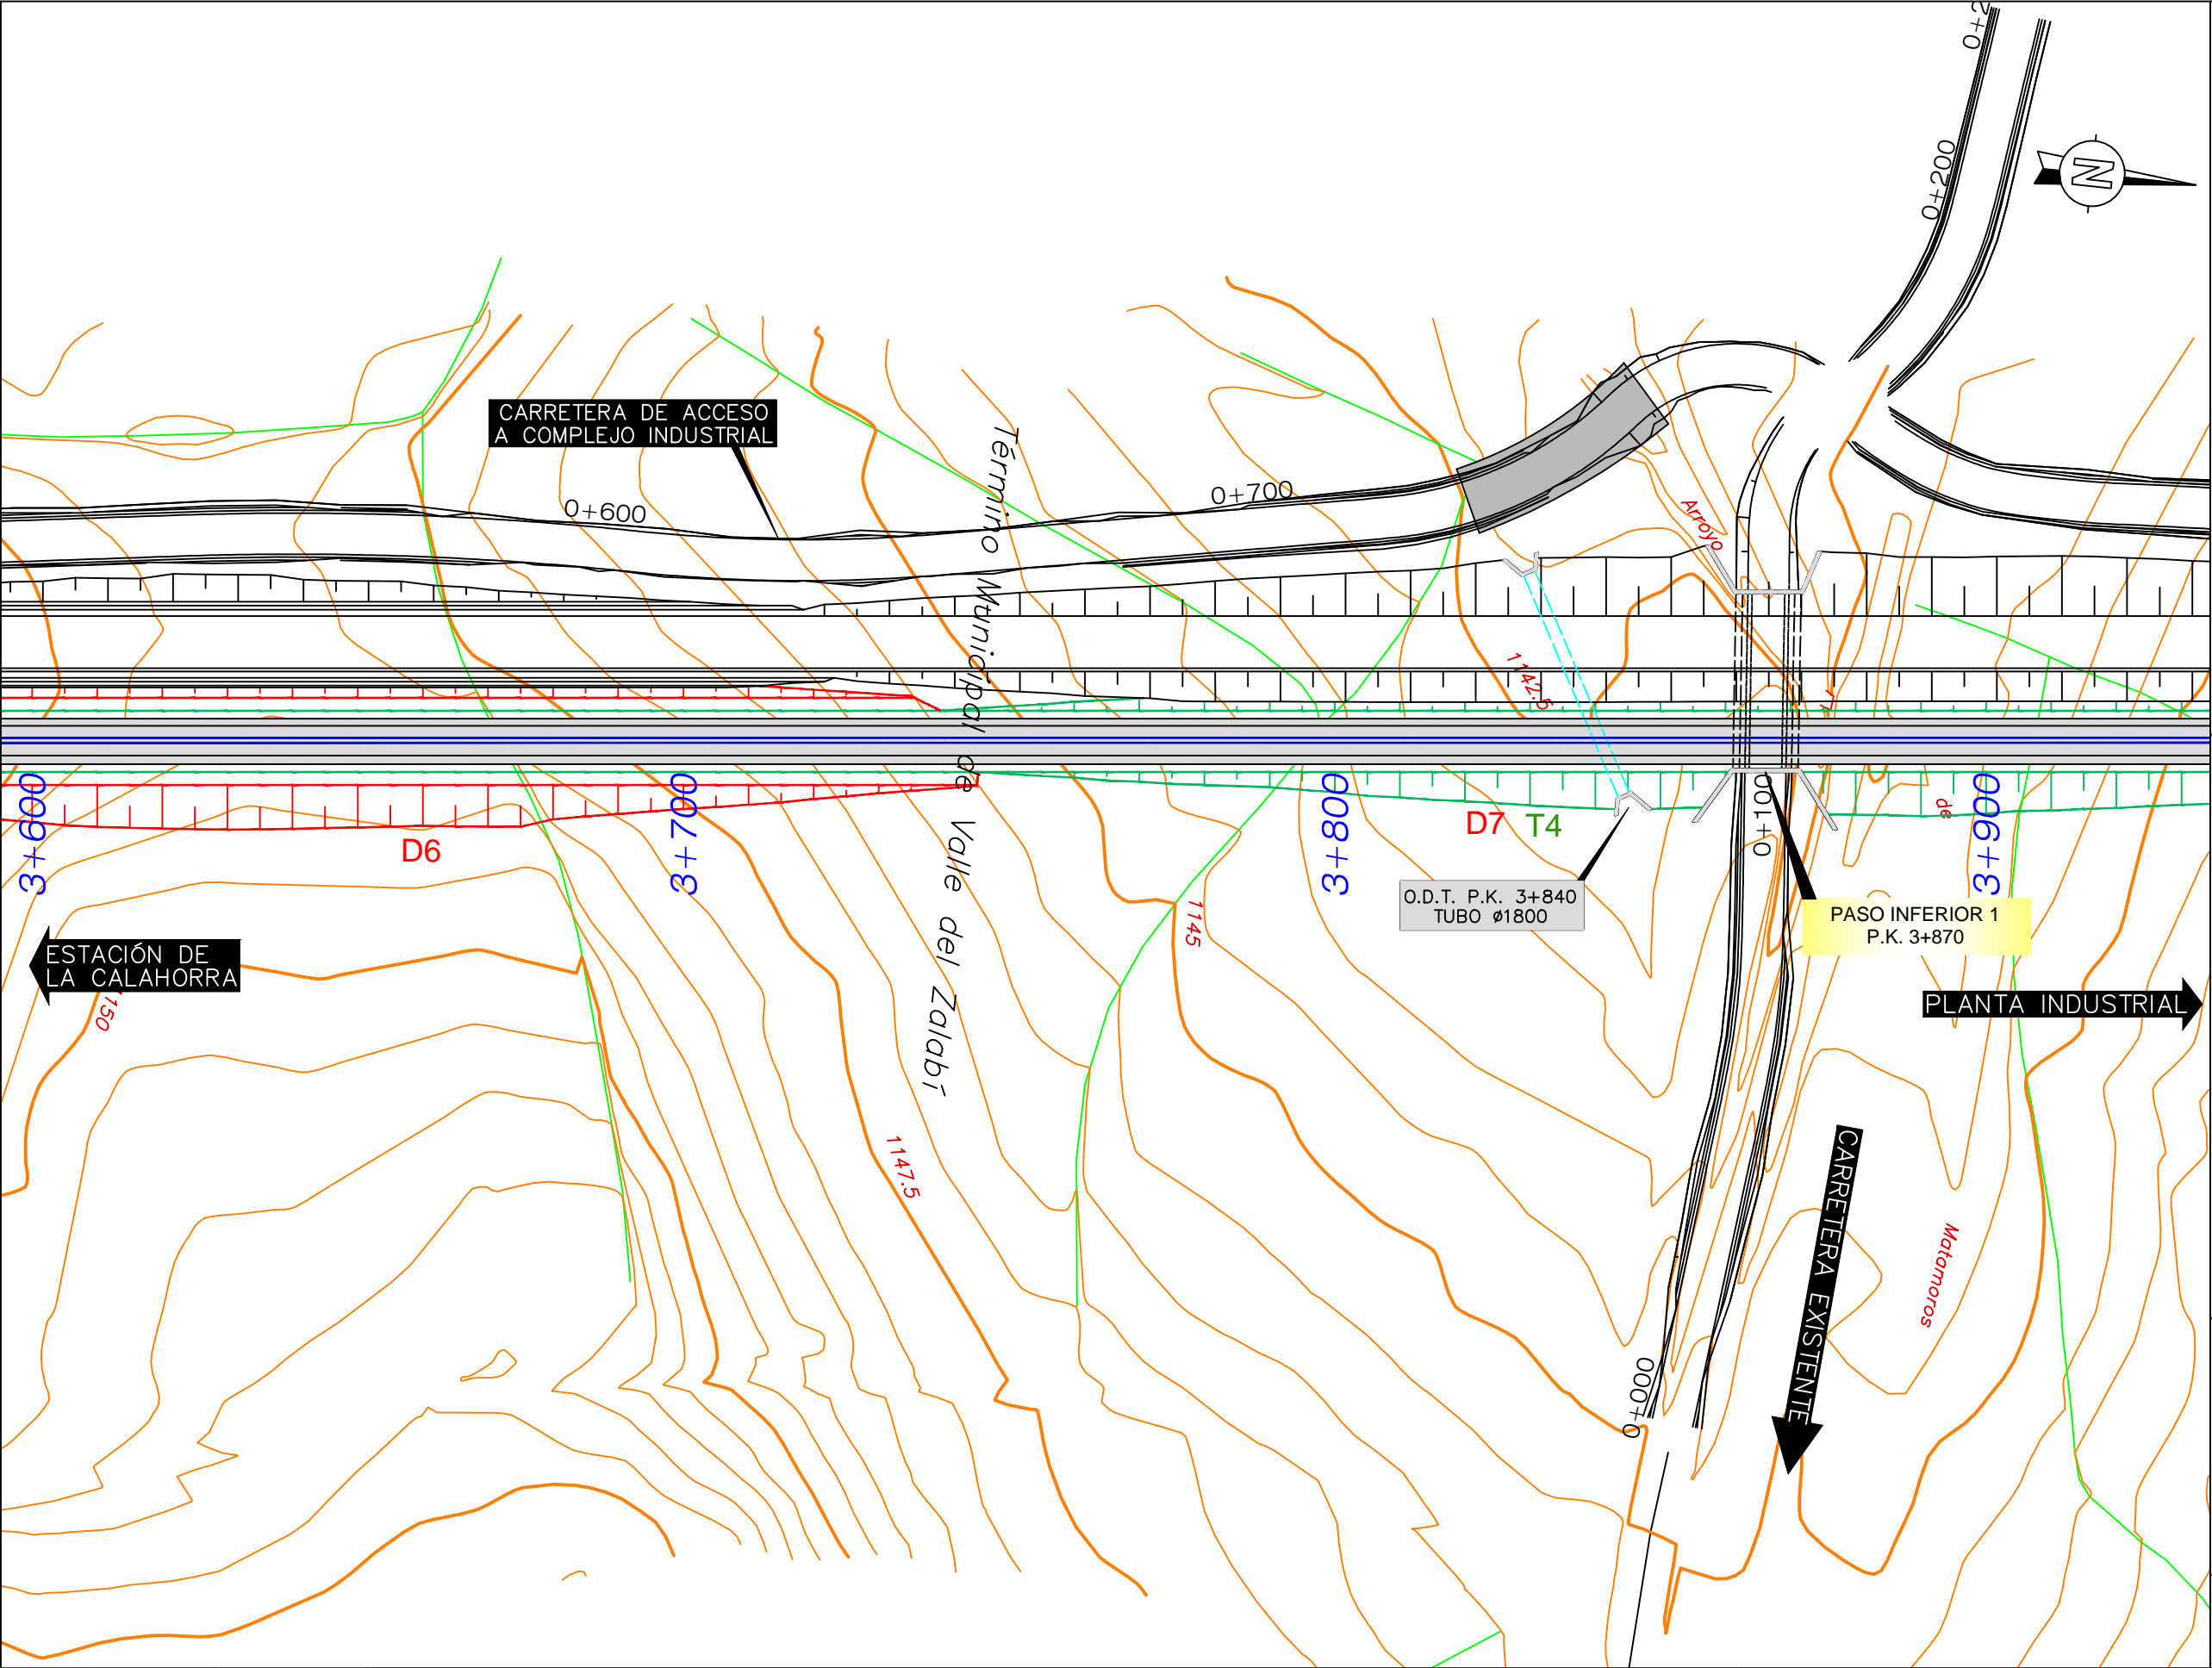 0+2
0+200
N
CARRETERA DE ACCESO
A COMPLEJO INDUSTRIAL
0+600
0+700
Término Municipal de Valle del Zalabí
Arroyo
1142.5
3+600
3+700
3+800
3+900
0+100
de
D6
D7
T4
O.D.T. P.K. 3+840
TUBO ø1800
PASO INFERIOR 1
P.K. 3+870
1145
ESTACIÓN DE
LA CALAHORRA
1150
PLANTA INDUSTRIAL
1147.5
CARRETERA EXISTENTE
Matamoros
0+000